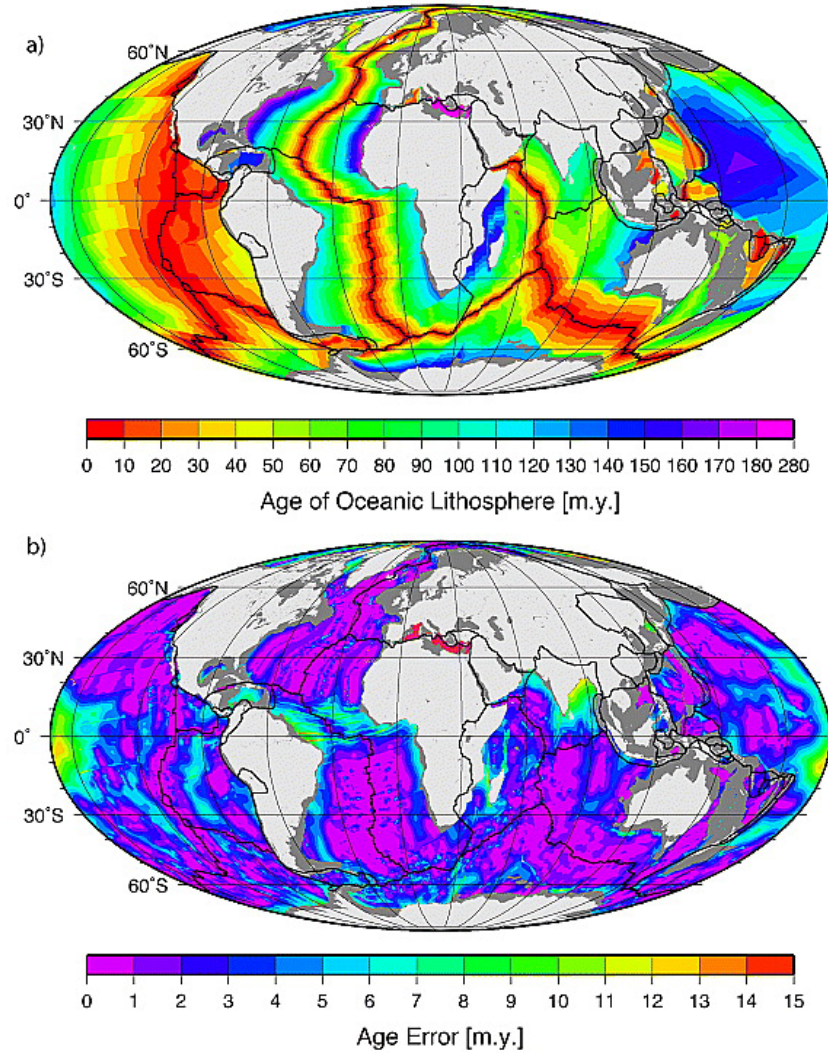 a)
60˚N
30˚N
0˚
30˚S
60˚S
0 10 20 30 40 50 60 70 80 90 100 110 120 130 140 150 160 170 180 280
Age of Oceanic Lithosphere [m.y.]
b)
60˚N
30˚N
0˚
30˚S
60˚S
0 1 2 3 4 5 6 7 8 9 10 11 12 13 14 15
Age Error [m.y.]